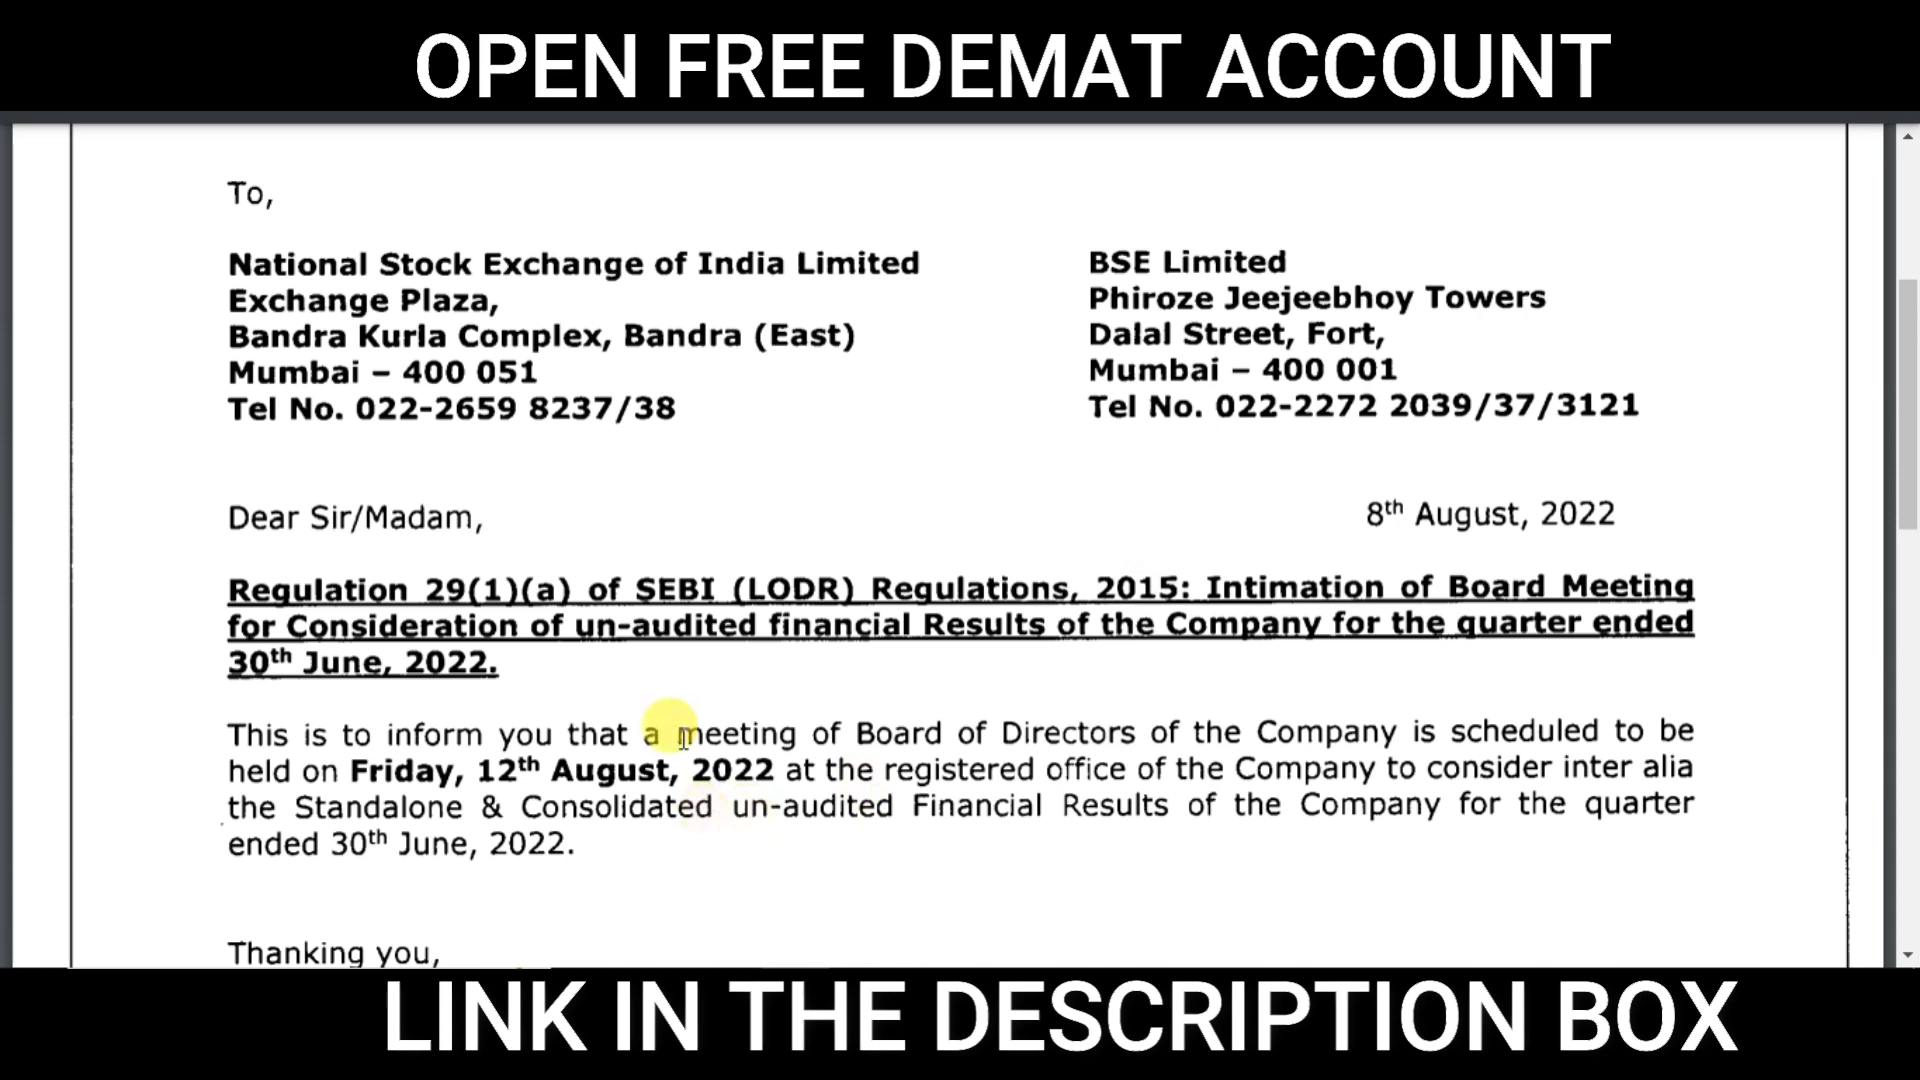 OPEN FREE DEMAT ACCOUNT
To,
National Stock Exchange of India Limited
Exchange Plaza,
Bandra Kurla Complex, Bandra (East)
Mumbai – 400 051
Tel No. 022-2659 8237/38
BSE Limited
Phiroze Jeejeebhoy Towers
Dalal Street, Fort,
Mumbai – 400 001
Tel No. 022-2272 2039/37/3121
Dear Sir/Madam,
8th August, 2022
Regulation 29(1)(a) of SEBI (LODR) Regulations, 2015: Intimation of Board Meeting
for Consideration of un-audited financial Results of the Company for the quarter ended
30th June, 2022.
This is to inform you that a meeting of Board of Directors of the Company is scheduled to be
held on Friday, 12th August, 2022 at the registered office of the Company to consider inter alia
the Standalone & Consolidated un-audited Financial Results of the Company for the quarter
ended 30th June, 2022.
Thanking you,
LINK IN THE DESCRIPTION BOX